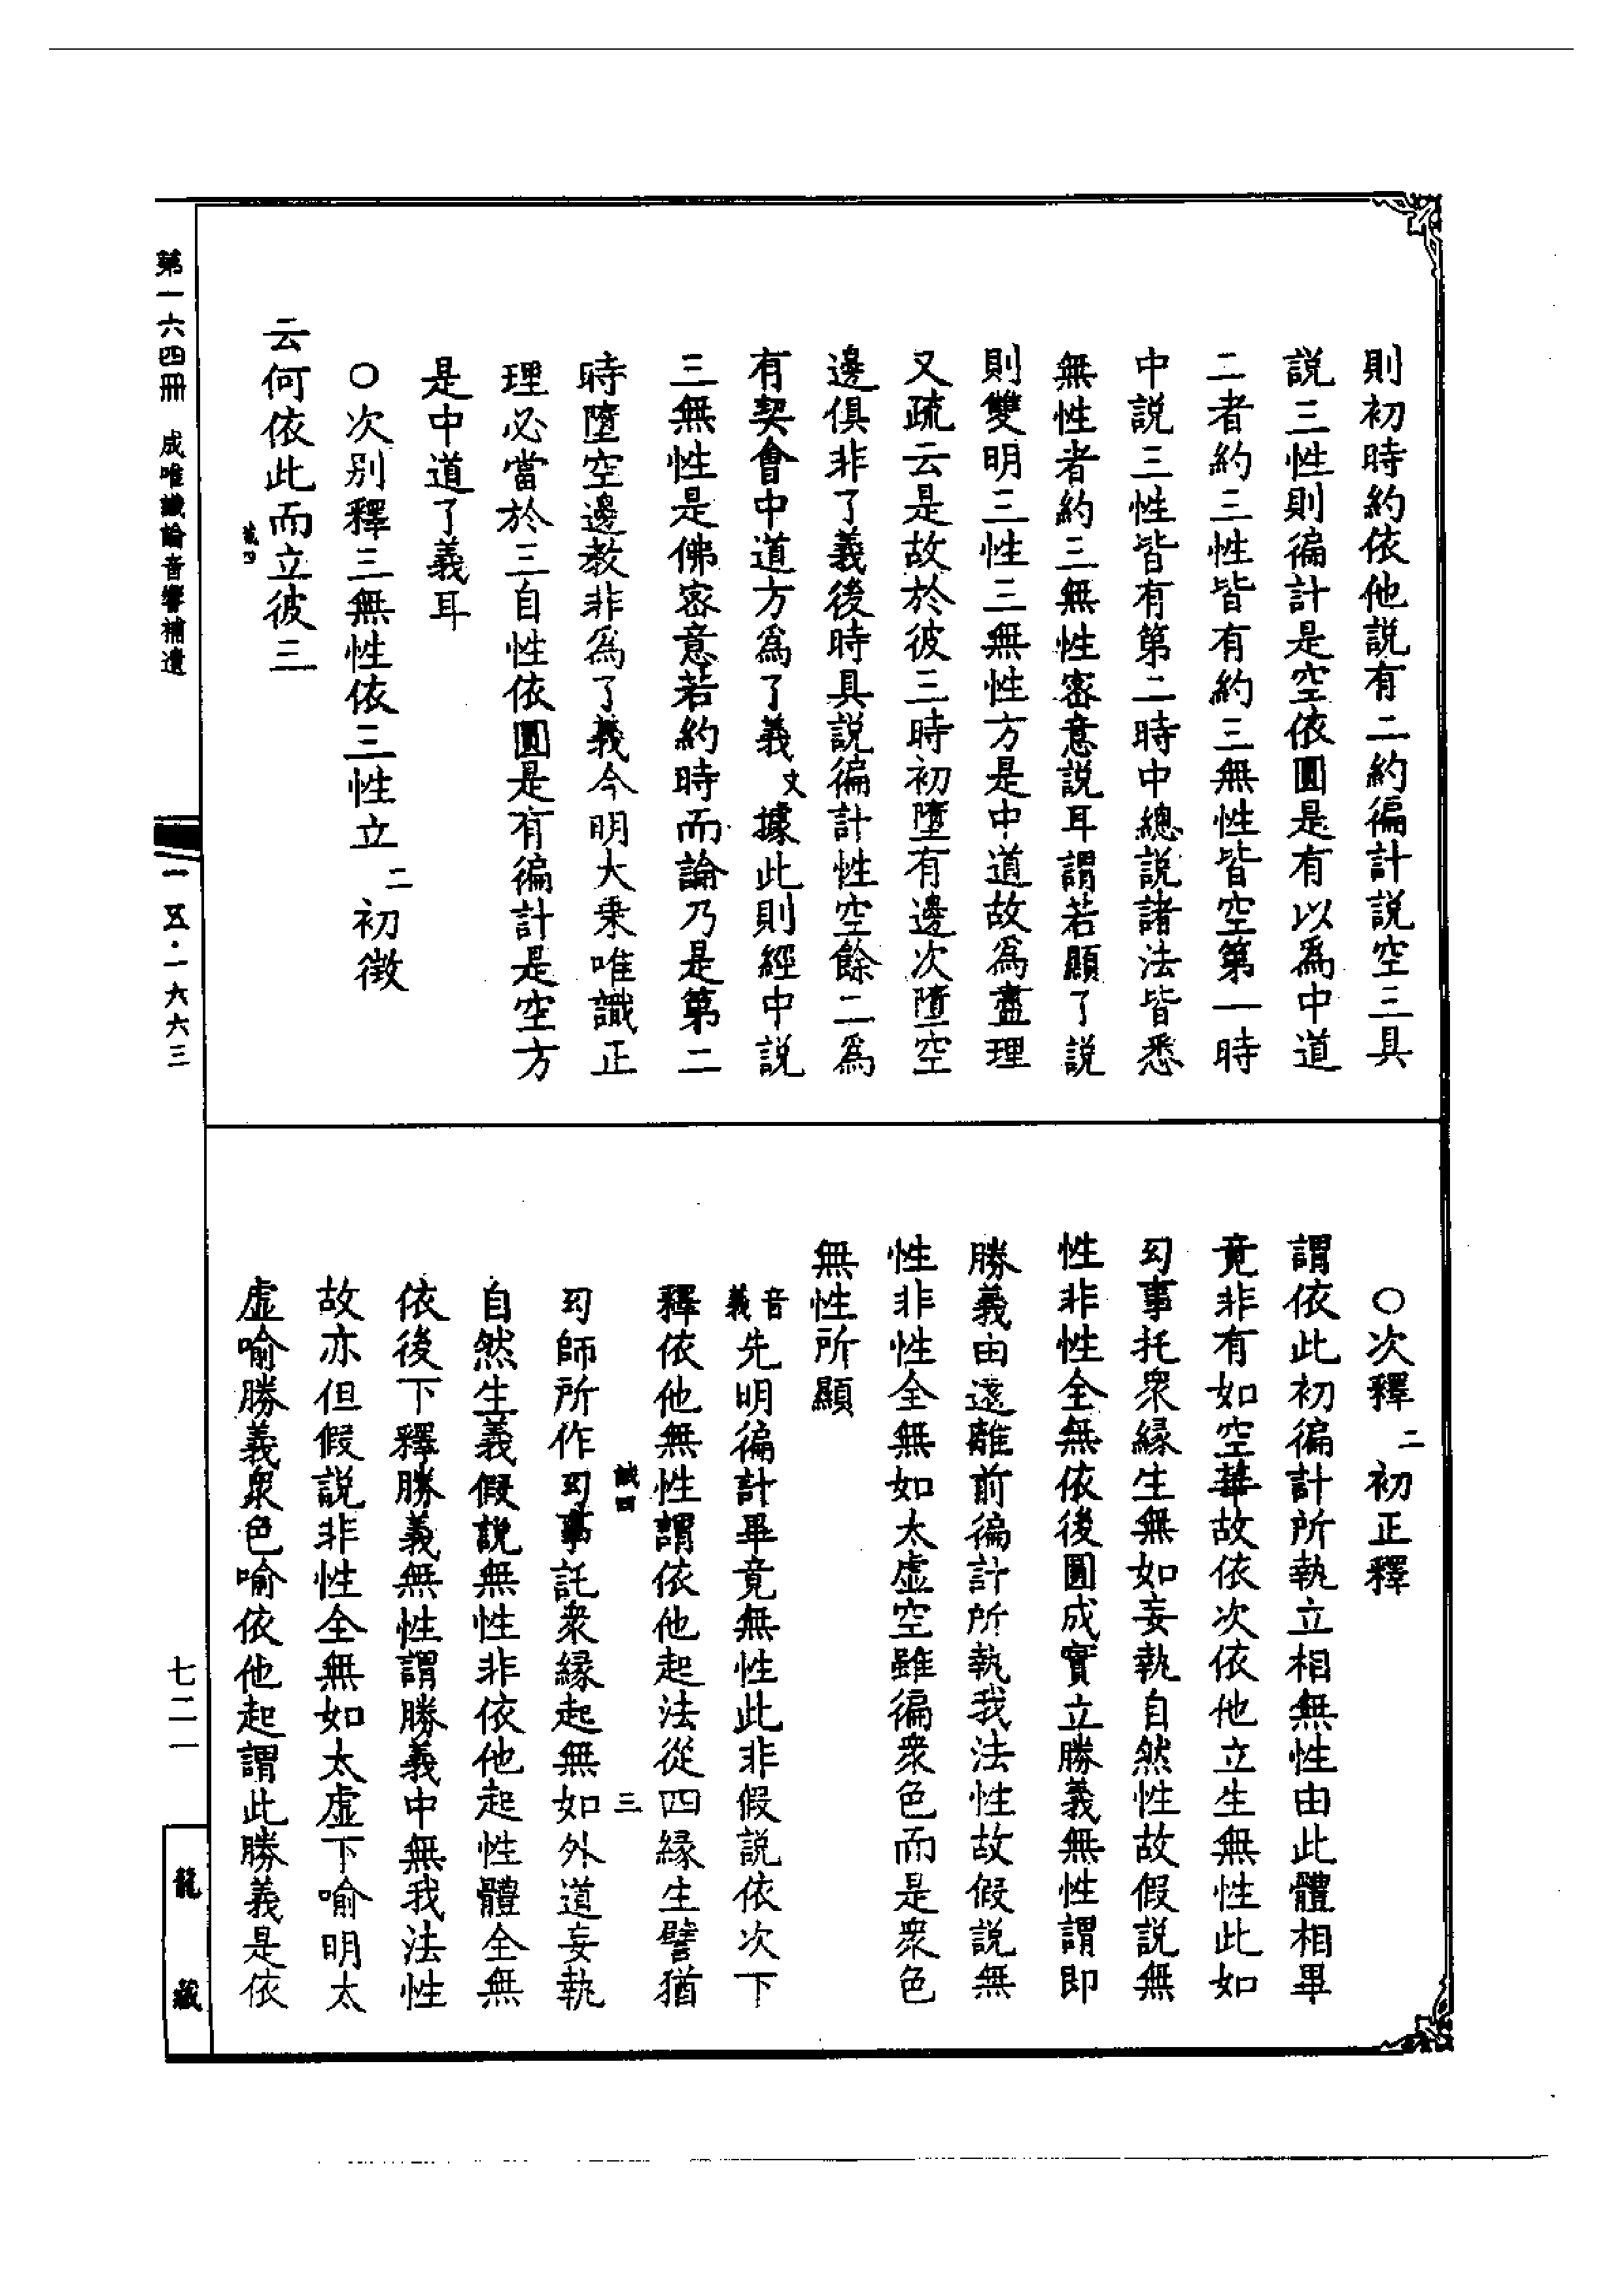 則初時約依他說有二約徧計說空三具
說三性則徧計是空依圓是有以爲中道
二者約三性皆有約三無性皆空第一時
中說三性皆有第二時中總說諸法皆悉
無性者約三無性密意說耳謂若顯了說
則雙明三性三無性方是中道故爲盡理
又疏云是故於彼三時初墮有邊次墮空
邊俱非了義後時具說徧計性空餘二爲
有契會中道方爲了義文據此則經中說
三無性是佛密意若約時而論乃是第二
時墮空邊教非爲了義今明大乘唯識正
理必當於三自性依圓是有徧計是空方
是中道了義耳
○次別釋三無性依三性立二 初徵
云何依此而立彼三
第一六四冊 成唯識論音響補遺
一五·一六六三
○次釋二 初正釋
謂依此初徧計所執立相無性由此體相畢
竟非有如空華故依次依他立生無性此如
幻事托衆緣生無如妄執自然性故假說無
性非性全無依後圓成實立勝義無性謂即
勝義由遠離前徧計所執我法性故假說無
性非性全無如太虛空雖徧衆色而是衆色
無性所顯
音義先明徧計畢竟無性此非假說依次下
釋依他無性謂依他起法從四緣生譬猶
誠四 三
幻師所作幻事託衆緣起無如外道妄執
自然生義假說無性非依他起性體全無
依後下釋勝義無性謂勝義中無我法性
故亦但假說非性全無如太虛下喻明太
虛喻勝義衆色喻依他起謂此勝義是依
七二一
龍藏